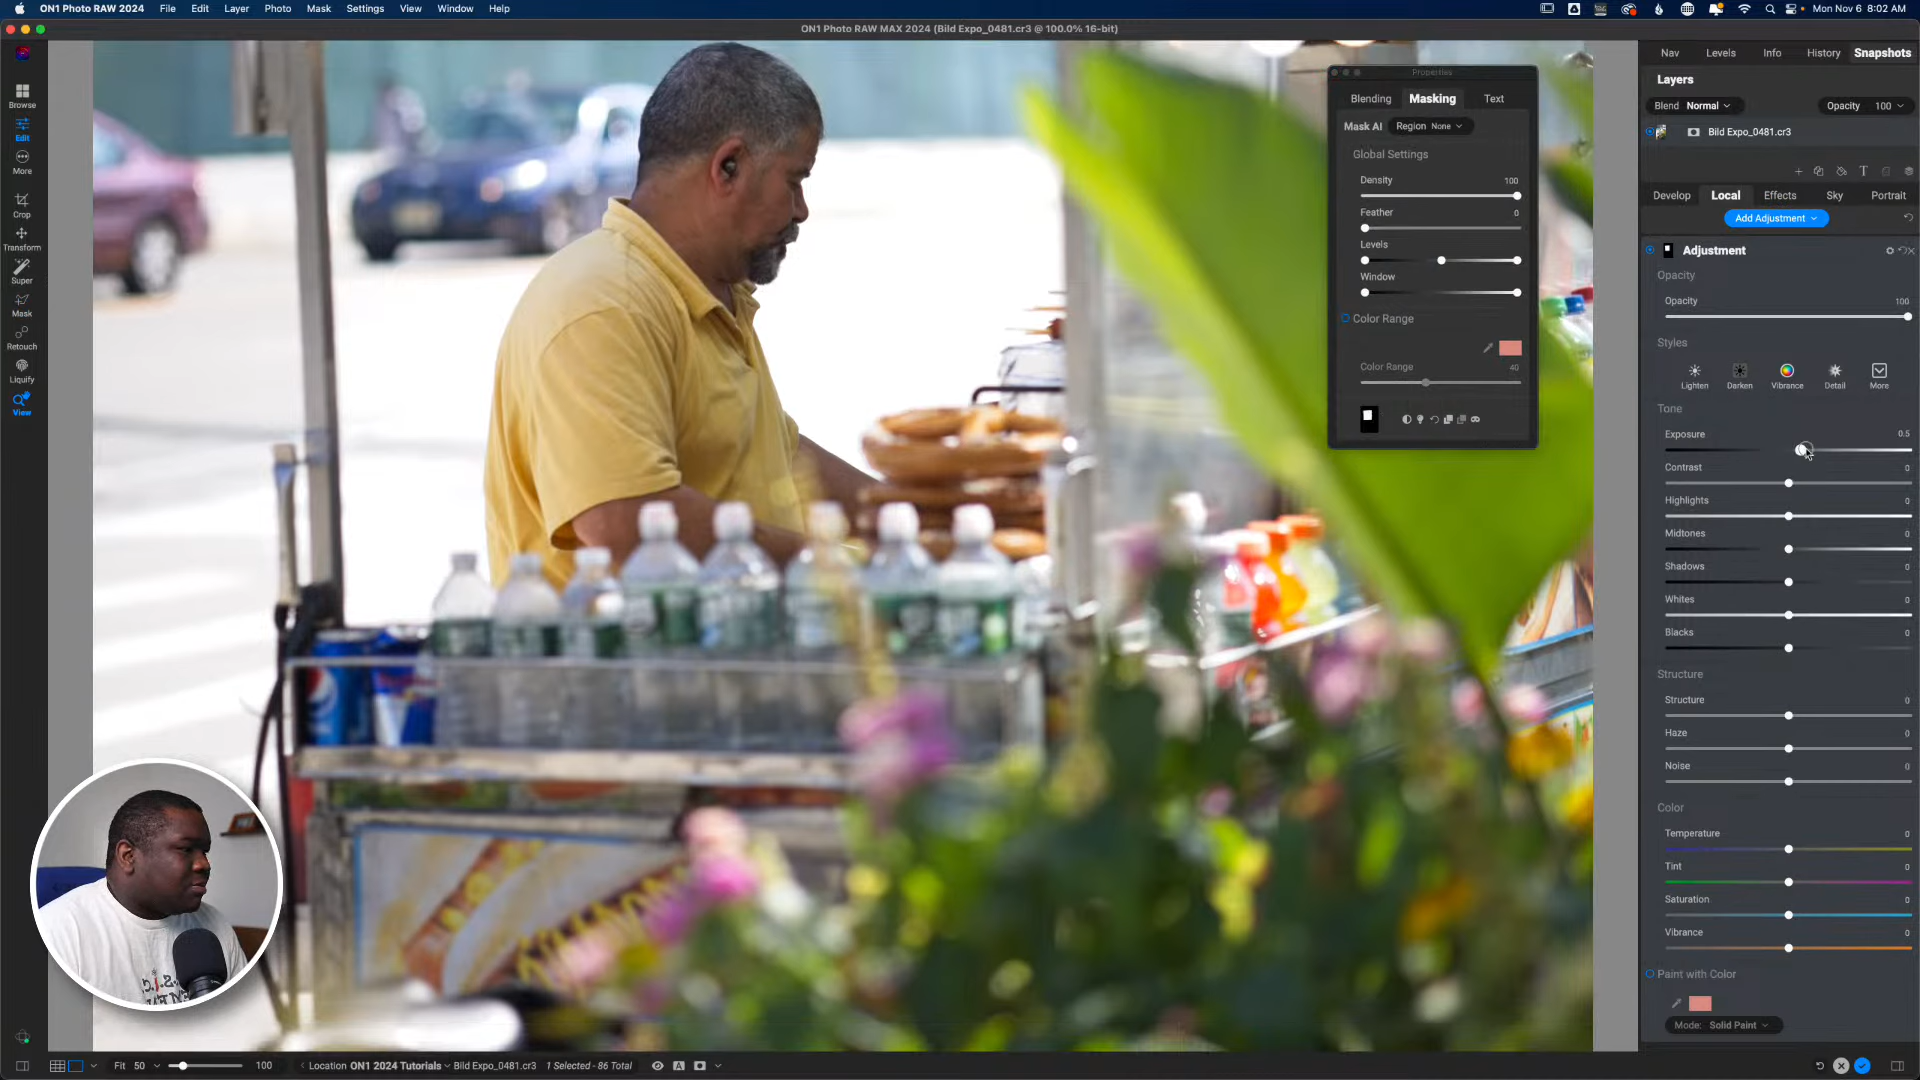 ON1 Photo RAW 2024 File Edit Layer Photo Mask Settings View Window Help Mon Nov 6 8:02 AM
ON1 Photo RAW MAX 2024 (Bild Expo_0481.cr3 @ 100.0% 16-bit)
Nav Levels Info History Snapshots
Layers
Blend Normal Opacity 100
Bild Expo_0481.cr3
Develop Local Effects Sky Portrait
Add Adjustment
Adjustment
Opacity
Opacity 100
Styles
Lighten Darken Vibrance Detail More
Tone
Exposure 0.5
Contrast 0
Highlights 0
Midtones 0
Shadows 0
Whites 0
Blacks 0
Structure
Structure 0
Haze 0
Noise 0
Color
Temperature 0
Tint 0
Saturation 0
Vibrance 0
Paint with Color
Mode: Solid Paint
Properties
Blending Masking Text
Mask AI Region None
Global Settings
Density 100
Feather 0
Levels
Window
Color Range
Color Range 40
Browse
Edit
More
Crop
Transform
Super
Mask
Retouch
Liquify
View
Fit 50 100 Location ON1 2024 Tutorials Bild Expo_0481.cr3 1 Selected - 86 Total